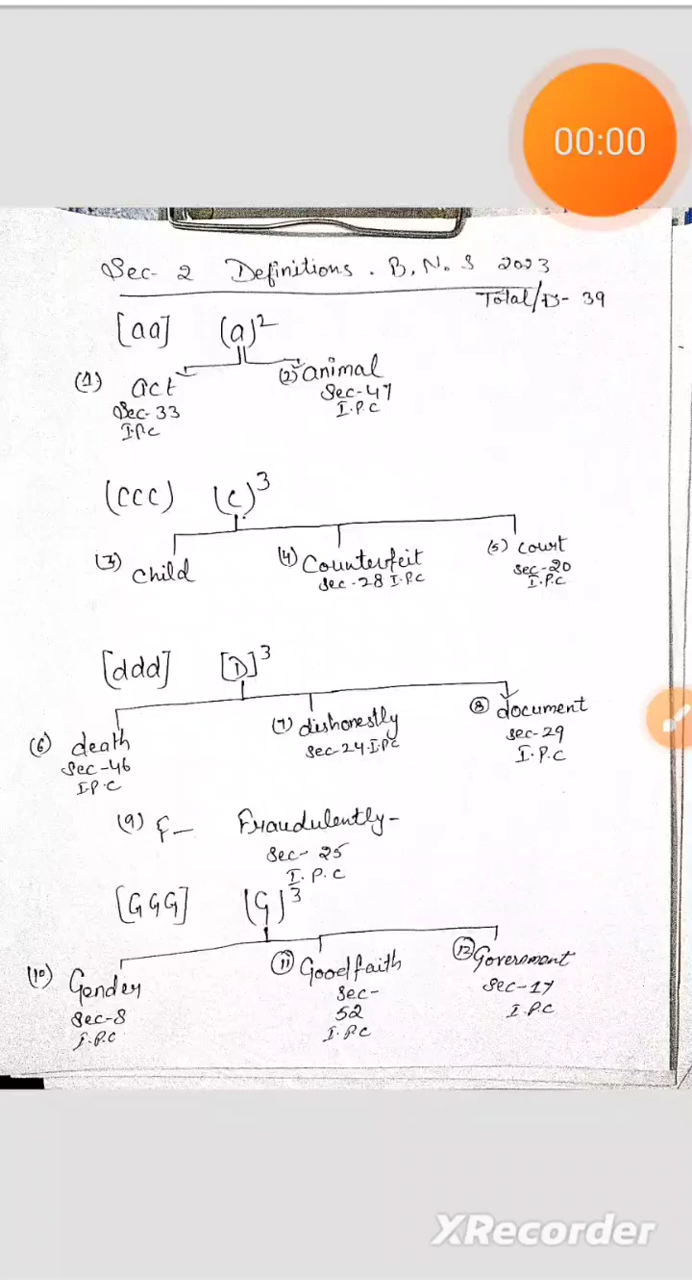 00:00
Sec- 2 Definitions. B.N.S 2023
Total/D- 39
[aa] (a)2
(1) act
Sec-33
I.P.C
(2) animal
Sec-47
I.P.C
(CCC) (C)3
(3) child
(4) Counterfeit
Sec-28 I.P.C
(5) court
Sec-20
I.P.C
[ddd] [D]3
(6) death
Sec-46
I.P.C
(7) dishonestly
Sec-24 I.P.C
(8) document
Sec-29
I.P.C
(9) F- Fraudulently-
Sec- 25
I.P.C
[GGG] (G)3
(10) Gender
Sec-8
I.P.C
(11) Goodfaith
Sec-
52
I.P.C
(12) Government
Sec-17
I.P.C
XRecorder